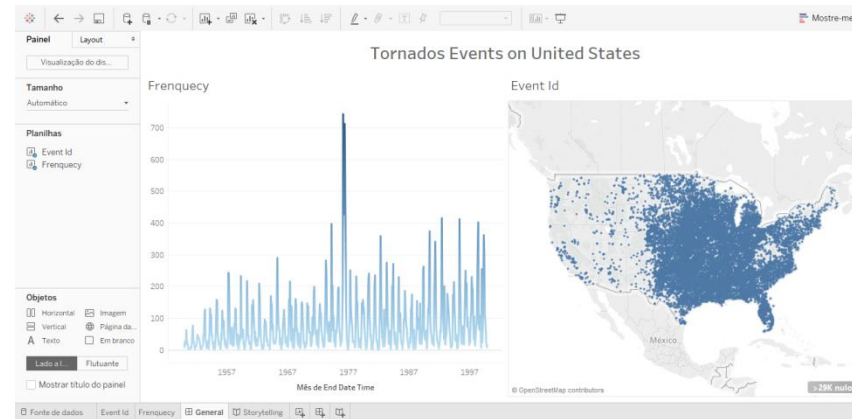 Mostre-me
Painel
Layout
Visualização do dis...
Tamanho
Automático
Planilhas
Event Id
Frenquecy
Objetos
Horizontal
Imagem
Vertical
Página da...
Texto
Em branco
Lado a l...
Flutuante
Mostrar título do painel
Tornados Events on United States
Frenquecy
700
600
500
400
300
200
100
0
1957
1967
1977
1987
1997
Mês de End Date Time
Event Id
México
© OpenStreetMap contributors
>29K nulo
Fonte de dados
Event Id
Frenquecy
General
Storytelling